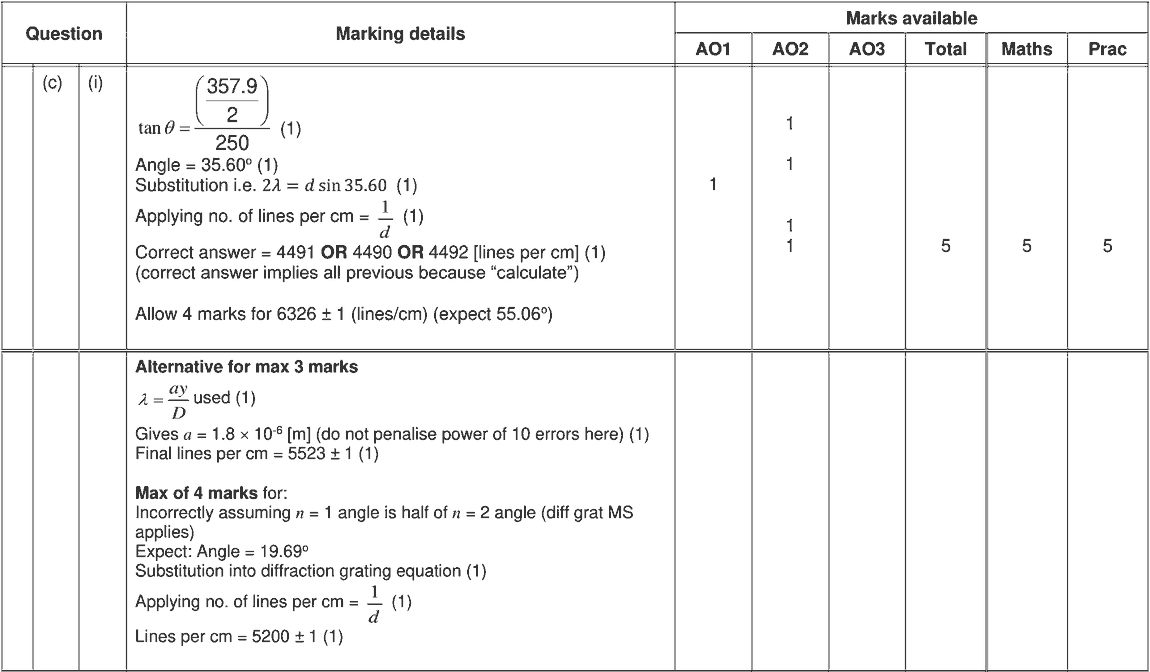 Question Marking details Marks available
AO1 AO2 AO3 Total Maths Prac
(c) (i)
tan θ = (357.9/2)/250 (1) 1
Angle = 35.60º (1) 1
Substitution i.e. 2λ = d sin 35.60 (1) 1
Applying no. of lines per cm = 1/d (1) 1
Correct answer = 4491 OR 4490 OR 4492 [lines per cm] (1) 1 5 5 5
(correct answer implies all previous because “calculate”)
Allow 4 marks for 6326 ± 1 (lines/cm) (expect 55.06º)
Alternative for max 3 marks
λ = ay/D used (1)
Gives a = 1.8 × 10⁻⁶ [m] (do not penalise power of 10 errors here) (1)
Final lines per cm = 5523 ± 1 (1)
Max of 4 marks for:
Incorrectly assuming n = 1 angle is half of n = 2 angle (diff grat MS
applies)
Expect: Angle = 19.69º
Substitution into diffraction grating equation (1)
Applying no. of lines per cm = 1/d (1)
Lines per cm = 5200 ± 1 (1)